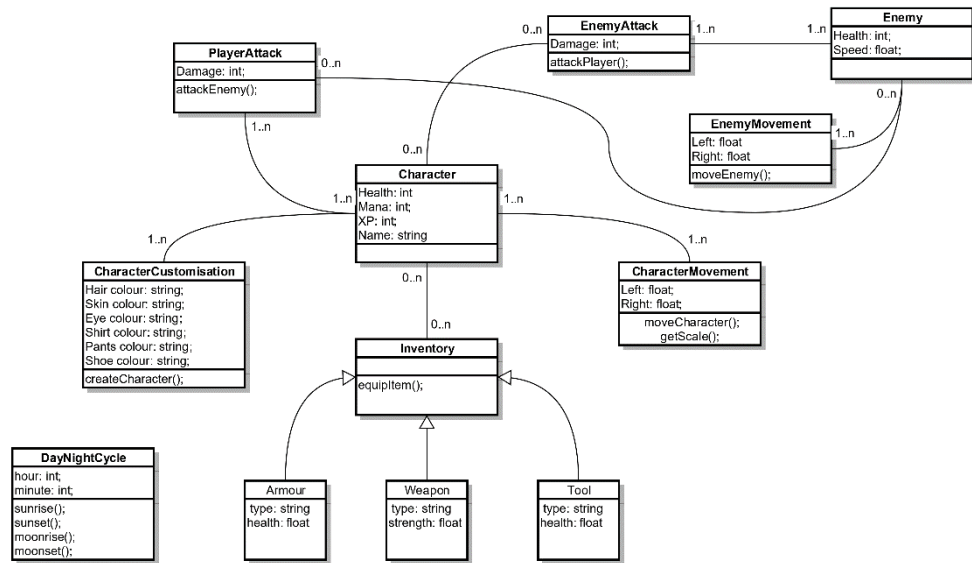 PlayerAttack
Damage: int;
attackEnemy();
0..n
1..n
EnemyAttack
Damage: int;
attackPlayer();
0..n
1..n
1..n
Enemy
Health: int;
Speed: float;
0..n
EnemyMovement
Left: float
Right: float
moveEnemy();
1..n
0..n
Character
Health: int
Mana: int;
XP: int;
Name: string
1..n
1..n
1..n
1..n
0..n
0..n
CharacterCustomisation
Hair colour: string;
Skin colour: string;
Eye colour: string;
Shirt colour: string;
Pants colour: string;
Shoe colour: string;
createCharacter();
CharacterMovement
Left: float;
Right: float;
moveCharacter();
getScale();
Inventory
equipItem();
DayNightCycle
hour: int;
minute: int;
sunrise();
sunset();
moonrise();
moonset();
Armour
type: string
health: float
Weapon
type: string
strength: float
Tool
type: string
health: float